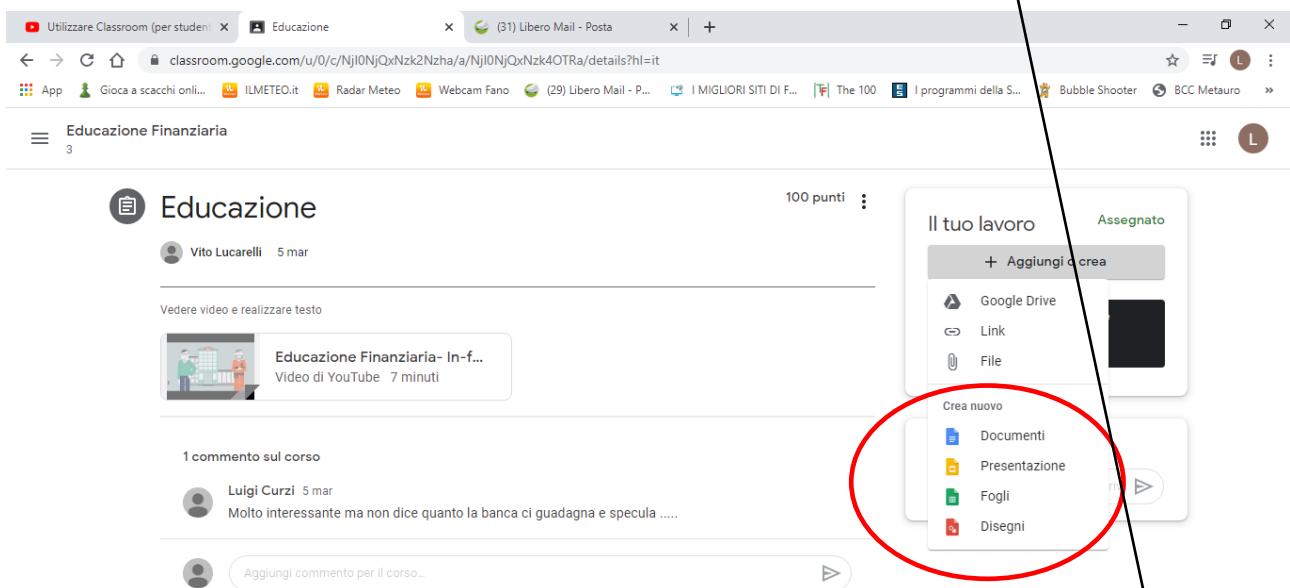 Utilizzare Classroom (per student
Educazione
(31) Libero Mail - Posta
classroom.google.com/u/0/c/NjI0NjQxNzk2Nzha/a/NjI0NjQxNzk4OTRa/details?hl=it
L
App
Gioca a scacchi onli...
ILMETEO.it
Radar Meteo
Webcam Fano
(29) Libero Mail - P...
I MIGLIORI SITI DI F...
The 100
I programmi della S...
Bubble Shooter
BCC Metauro
»
Educazione Finanziaria
3
L
Educazione
100 punti
Vito Lucarelli 5 mar
Vedere video e realizzare testo
Educazione Finanziaria- In-f...
Video di YouTube 7 minuti
1 commento sul corso
Luigi Curzi 5 mar
Molto interessante ma non dice quanto la banca ci guadagna e specula .....
Aggiungi commento per il corso...
Il tuo lavoro
Assegnato
+ Aggiungi o crea
Google Drive
Link
File
Crea nuovo
Documenti
Presentazione
Fogli
Disegni